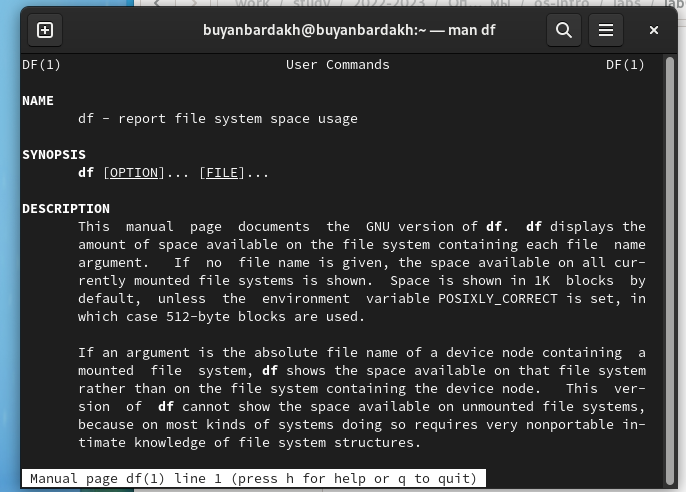 work / study / 2022-2023 / Оп... мы / os-intro / labs / lab
buyanbardakh@buyanbardakh:~ — man df
DF(1) User Commands DF(1)
NAME
df - report file system space usage
SYNOPSIS
df [OPTION]... [FILE]...
DESCRIPTION
This manual page documents the GNU version of df. df displays the
amount of space available on the file system containing each file name
argument. If no file name is given, the space available on all cur-
rently mounted file systems is shown. Space is shown in 1K blocks by
default, unless the environment variable POSIXLY_CORRECT is set, in
which case 512-byte blocks are used.
If an argument is the absolute file name of a device node containing a
mounted file system, df shows the space available on that file system
rather than on the file system containing the device node. This ver-
sion of df cannot show the space available on unmounted file systems,
because on most kinds of systems doing so requires very nonportable in-
timate knowledge of file system structures.
Manual page df(1) line 1 (press h for help or q to quit)